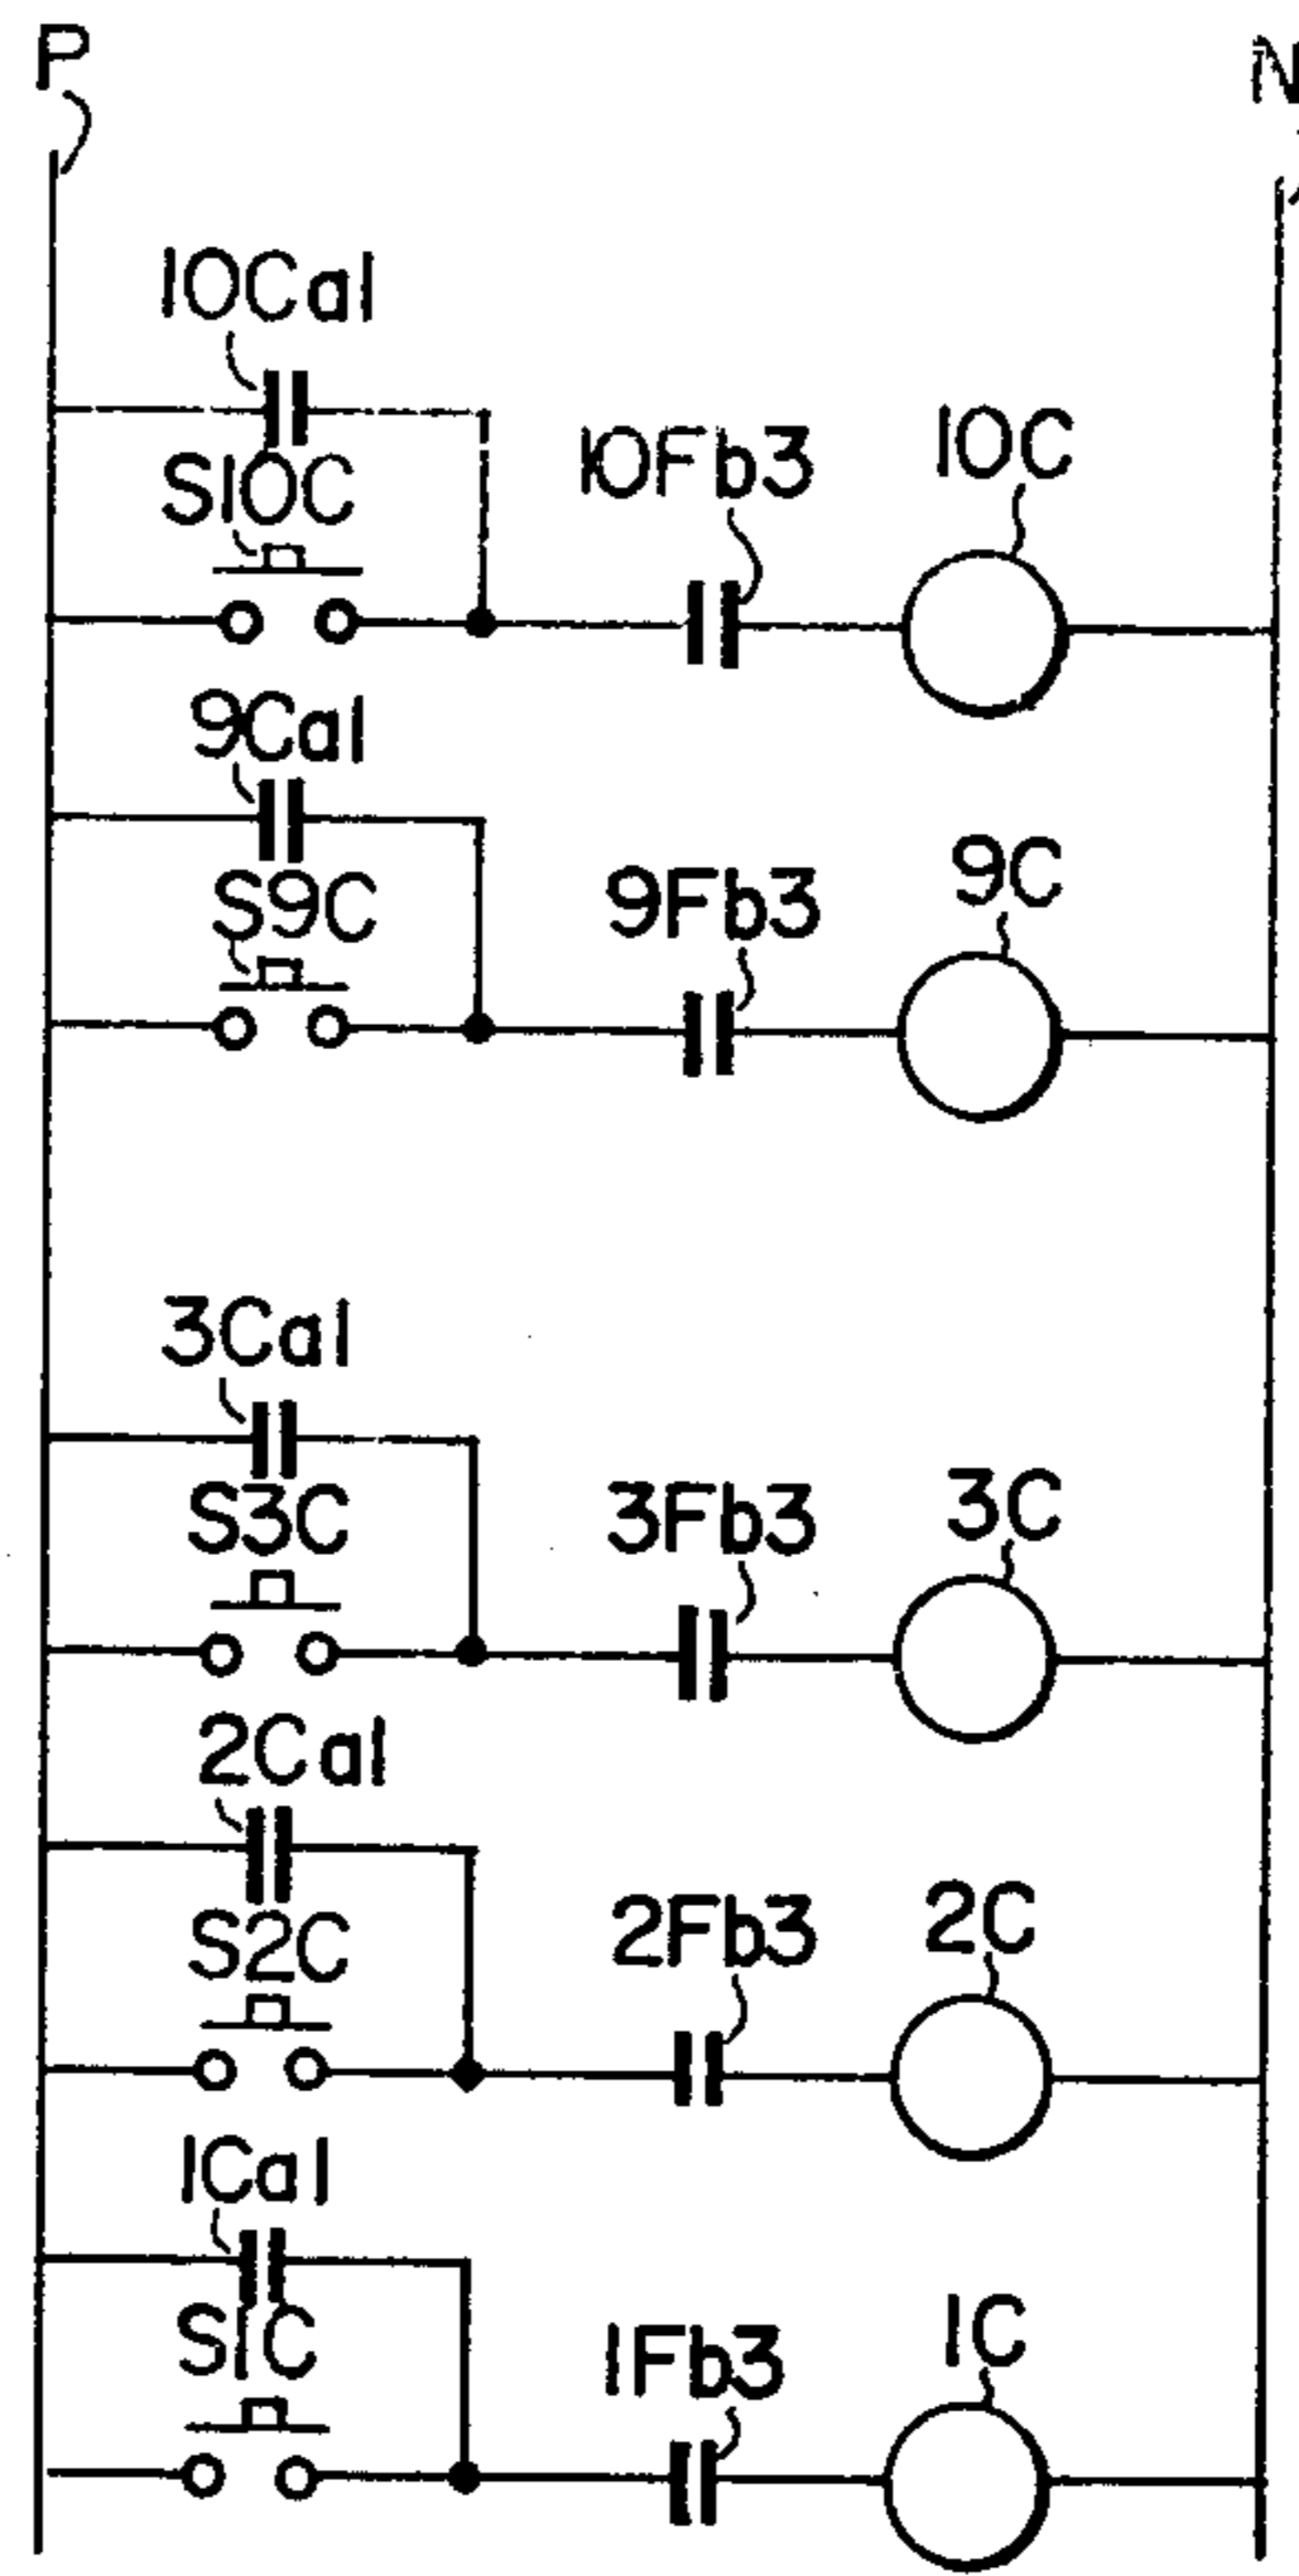 P
N
10Ca1
S10C
10Fb3
10C
9Ca1
S9C
9Fb3
9C
3Ca1
S3C
3Fb3
3C
2Ca1
S2C
2Fb3
2C
1Ca1
S1C
1Fb3
1C